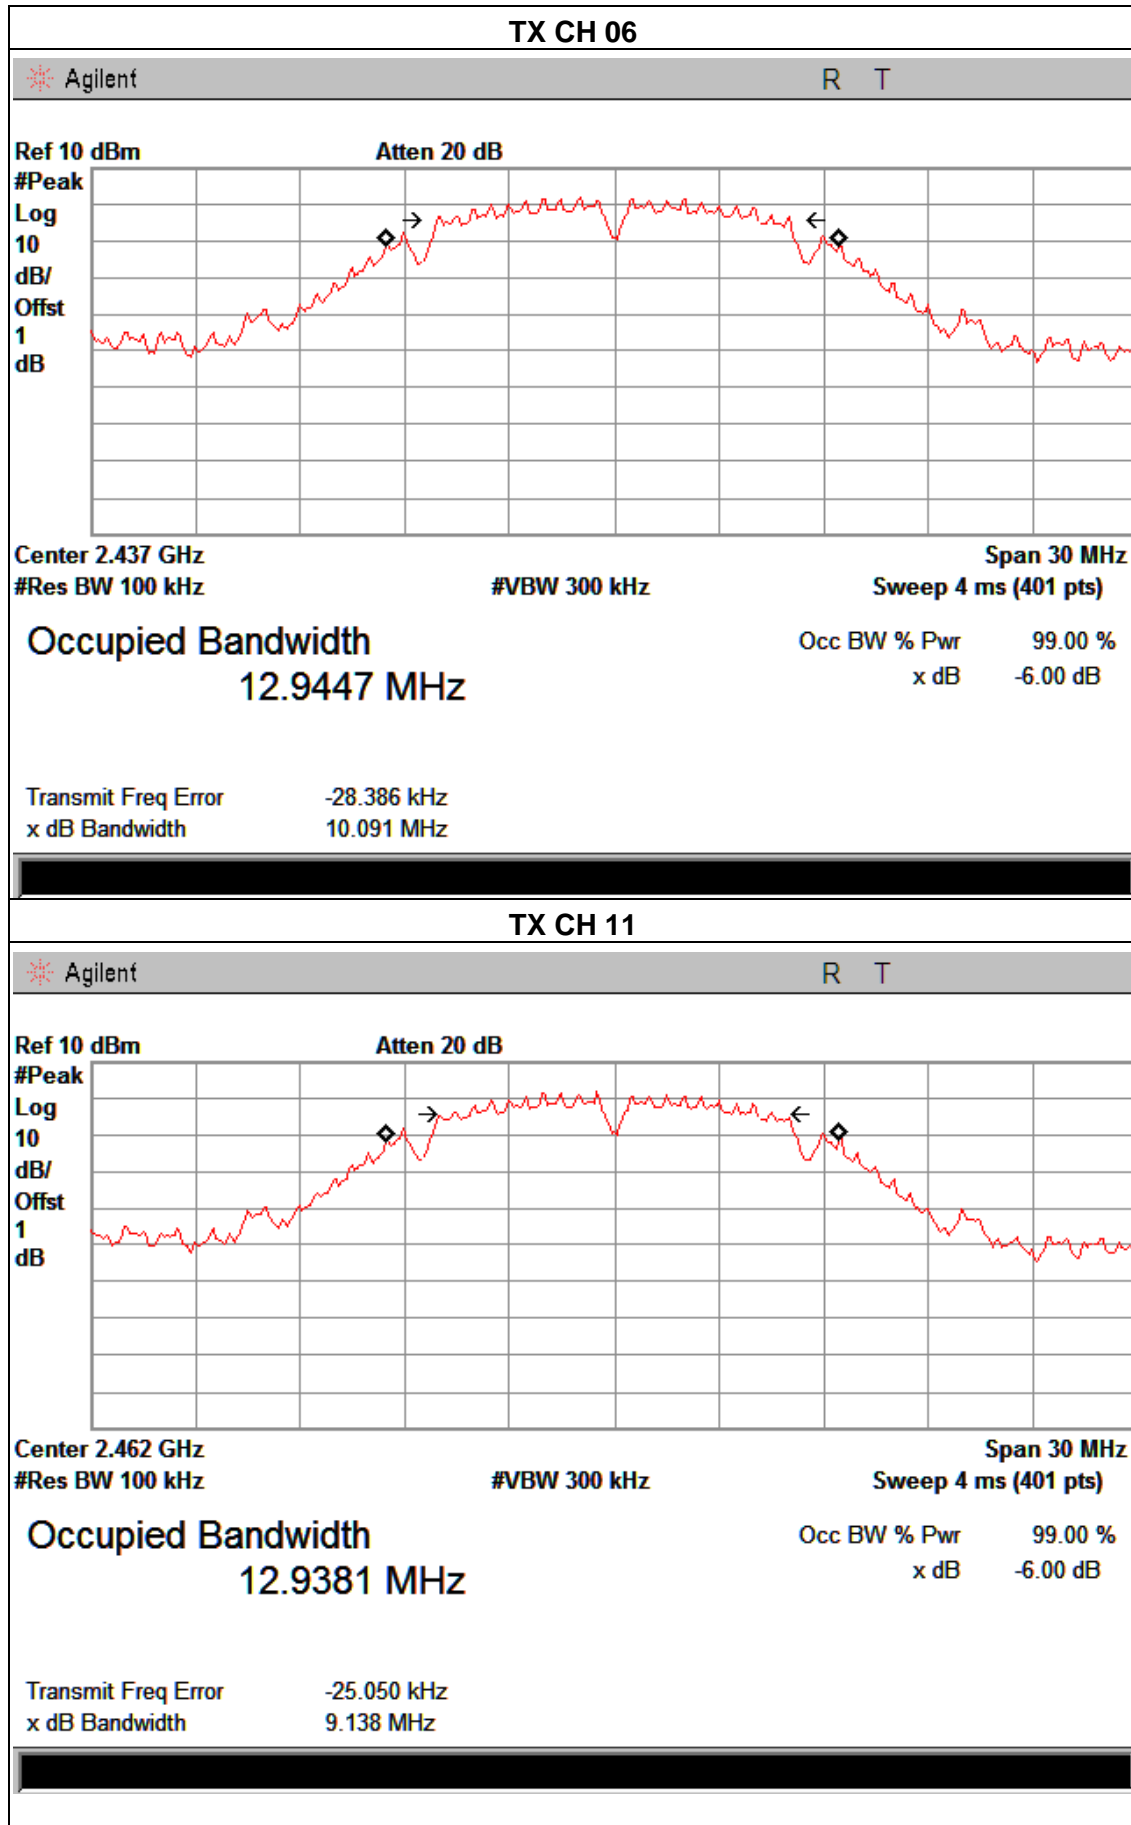 TX CH 06
Agilent R T
Ref 10 dBm Atten 20 dB
#Peak
Log
10
dB/
Offst
1
dB
Center 2.437 GHz Span 30 MHz
#Res BW 100 kHz #VBW 300 kHz Sweep 4 ms (401 pts)
Occupied Bandwidth Occ BW % Pwr 99.00 %
12.9447 MHz x dB -6.00 dB
Transmit Freq Error -28.386 kHz
x dB Bandwidth 10.091 MHz
TX CH 11
Agilent R T
Ref 10 dBm Atten 20 dB
#Peak
Log
10
dB/
Offst
1
dB
Center 2.462 GHz Span 30 MHz
#Res BW 100 kHz #VBW 300 kHz Sweep 4 ms (401 pts)
Occupied Bandwidth Occ BW % Pwr 99.00 %
12.9381 MHz x dB -6.00 dB
Transmit Freq Error -25.050 kHz
x dB Bandwidth 9.138 MHz